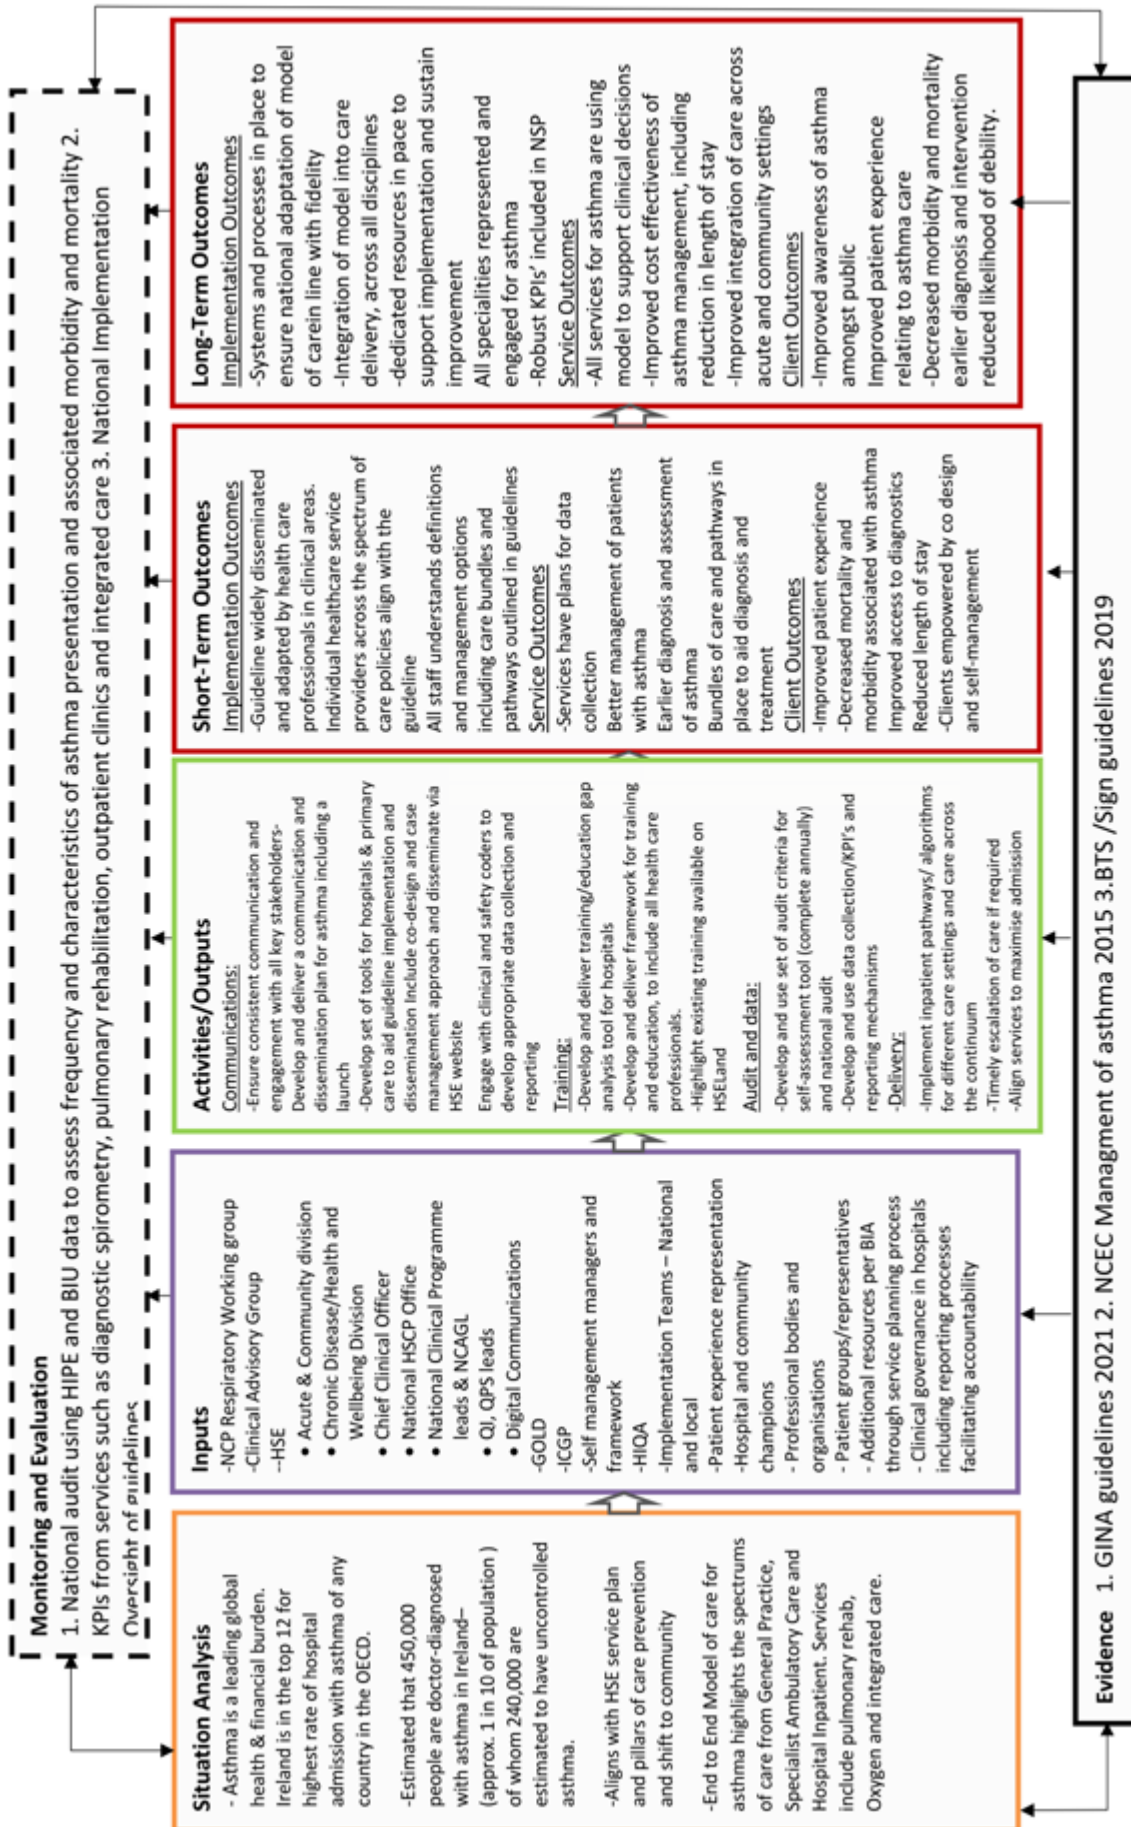 Monitoring and Evaluation
1. National audit using HIPE and BIU data to assess frequency and characteristics of asthma presentation and associated morbidity and mortality 2.
KPIs from services such as diagnostic spirometry, pulmonary rehabilitation, outpatient clinics and integrated care 3. National Implementation
Oversight of guidelines
Situation Analysis
- Asthma is a leading global
health & financial burden.
Ireland is in the top 12 for
highest rate of hospital
admission with asthma of any
country in the OECD.
-Estimated that 450,000
people are doctor-diagnosed
with asthma in Ireland–
(approx. 1 in 10 of population )
of whom 240,000 are
estimated to have uncontrolled
asthma.
-Aligns with HSE service plan
and pillars of care prevention
and shift to community
-End to End Model of care for
asthma highlights the spectrums
of care from General Practice,
Specialist Ambulatory Care and
Hospital Inpatient. Services
include pulmonary rehab,
Oxygen and integrated care.
Inputs
-NCP Respiratory Working group
-Clinical Advisory Group
--HSE
• Acute & Community division
• Chronic Disease/Health and
Wellbeing Division
• Chief Clinical Officer
• National HSCP Office
• National Clinical Programme
leads & NCAGL
• QI, QPS leads
• Digital Communications
-GOLD
-ICGP
-Self management managers and
framework
-HIQA
-Implementation Teams – National
and local
-Patient experience representation
-Hospital and community
champions
- Professional bodies and
organisations
- Patient groups/representatives
- Additional resources per BIA
through service planning process
- Clinical governance in hospitals
including reporting processes
facilitating accountability
Activities/Outputs
Communications:
-Ensure consistent communication and
engagement with all key stakeholders-
Develop and deliver a communication and
dissemination plan for asthma including a
launch
-Develop set of tools for hospitals & primary
care to aid guideline implementation and
dissemination Include co-design and case
management approach and disseminate via
HSE website
Engage with clinical and safety coders to
develop appropriate data collection and
reporting
Training:
-Develop and deliver training/education gap
analysis tool for hospitals
-Develop and deliver framework for training
and education, to include all health care
professionals.
-Highlight existing training available on
HSELand
Audit and data:
-Develop and use set of audit criteria for
self-assessment tool (complete annually)
and national audit
-Develop and use data collection/KPI's and
reporting mechanisms
-Delivery:
-Implement inpatient pathways/ algorithms
for different care settings and care across
the continuum
-Timely escalation of care if required
-Align services to maximise admission
Short-Term Outcomes
Implementation Outcomes
-Guideline widely disseminated
and adapted by health care
professionals in clinical areas.
Individual healthcare service
providers across the spectrum of
care policies align with the
guideline
All staff understands definitions
and management options
including care bundles and
pathways outlined in guidelines
Service Outcomes
-Services have plans for data
collection
Better management of patients
with asthma
Earlier diagnosis and assessment
of asthma
Bundles of care and pathways in
place to aid diagnosis and
treatment
Client Outcomes
-Improved patient experience
-Decreased mortality and
morbidity associated with asthma
Improved access to diagnostics
Reduced length of stay
-Clients empowered by co design
and self-management
Long-Term Outcomes
Implementation Outcomes
-Systems and processes in place to
ensure national adaptation of model
of carein line with fidelity
-Integration of model into care
delivery, across all disciplines
-dedicated resources in pace to
support implementation and sustain
improvement
All specialities represented and
engaged for asthma
-Robust KPIs' included in NSP
Service Outcomes
-All services for asthma are using
model to support clinical decisions
-Improved cost effectiveness of
asthma management, including
reduction in length of stay
-Improved integration of care across
acute and community settings
Client Outcomes
-Improved awareness of asthma
amongst public
Improved patient experience
relating to asthma care
-Decreased morbidity and mortality
earlier diagnosis and intervention
reduced likelihood of debility.
Evidence 1. GINA guidelines 2021 2. NCEC Managment of asthma 2015 3.BTS /Sign guidelines 2019